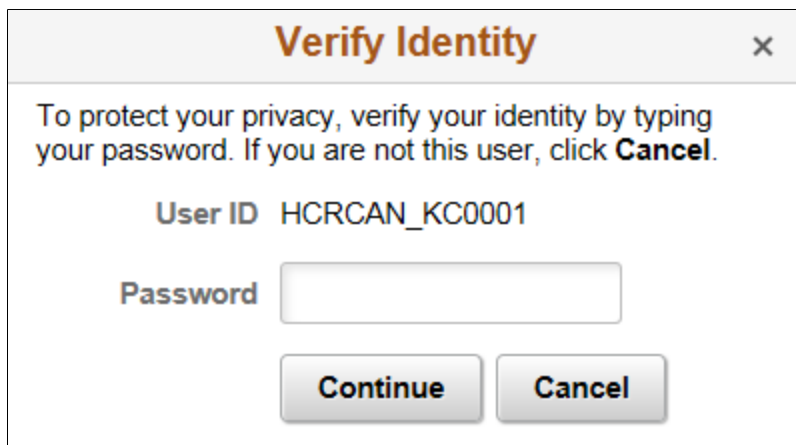 Verify Identity ×
To protect your privacy, verify your identity by typing
your password. If you are not this user, click Cancel.
User ID HCRCAN_KC0001
Password
Continue Cancel